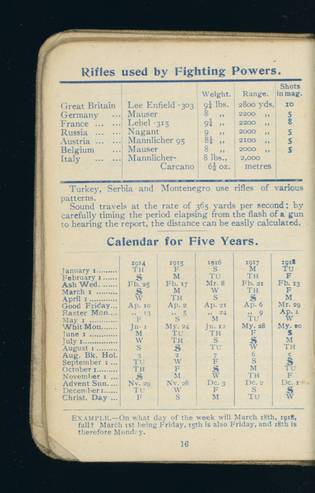 Rifles used by Fighting Powers.
Weight. Range. Shots in mag.
Great Britain Lee Enfield ·303 9¼ lbs. 2800 yds. 10
Germany ... Mauser 8 „ 2200 „ 5
France ... ... Lebel ·315 9¼ „ 2200 „ 8
Russia ... ... Nagant 9 „ 2000 „ 5
Austria ... ... Mannlicher 95 8½ „ 2100 „ 5
Belgium ... Mauser 8 „ 2000 „ 5
Italy ... ... Mannlicher- 8 lbs., 2,000
Carcano 6½ oz. metres
Turkey, Serbia and Montenegro use rifles of various
patterns.
Sound travels at the rate of 365 yards per second; by
carefully timing the period elapsing from the flash of a gun
to hearing the report, the distance can be easily calculated.
Calendar for Five Years.
1914 1915 1916 1917 1918
January 1 ........ TH F S M TU
February 1 ..... S M TU TH F
Ash Wed. ...... Fb. 25 Fb. 17 Mr. 8 Fb. 21 Fb. 13
March 1 ......... S M W TH F
April 1 ............ W TH S S M
Good Friday ... Ap. 10 Ap. 2 Ap. 21 Ap. 6 Mr. 29
Easter Mon. ... „ 13 „ 5 „ 24 „ 9 Ap. 1
May 1 ............ F S M TU W
Whit Mon. ...... Jn. 1 My. 24 Jn. 12 My. 28 My. 20
June 1 ............ M TU TH F S
July 1 ............ W TH S S M
August 1 ........ S S TU W TH
Aug. Bk. Hol. 3 2 7 6 5
September 1 ... TU W F S S
October 1 ........ TH F S M TU
November 1 ... S M W TH F
Advent Sun. ... Nv. 29 Nv. 28 Dc. 3 Dc. 2 Dc. 1
December 1 ..... TU W F S S
Christ. Day ... F S M TU W
EXAMPLE.—On what day of the week will March 18th, 1918,
fall? March 1st being Friday, 15th is also Friday, and 18th is
therefore Monday.
16